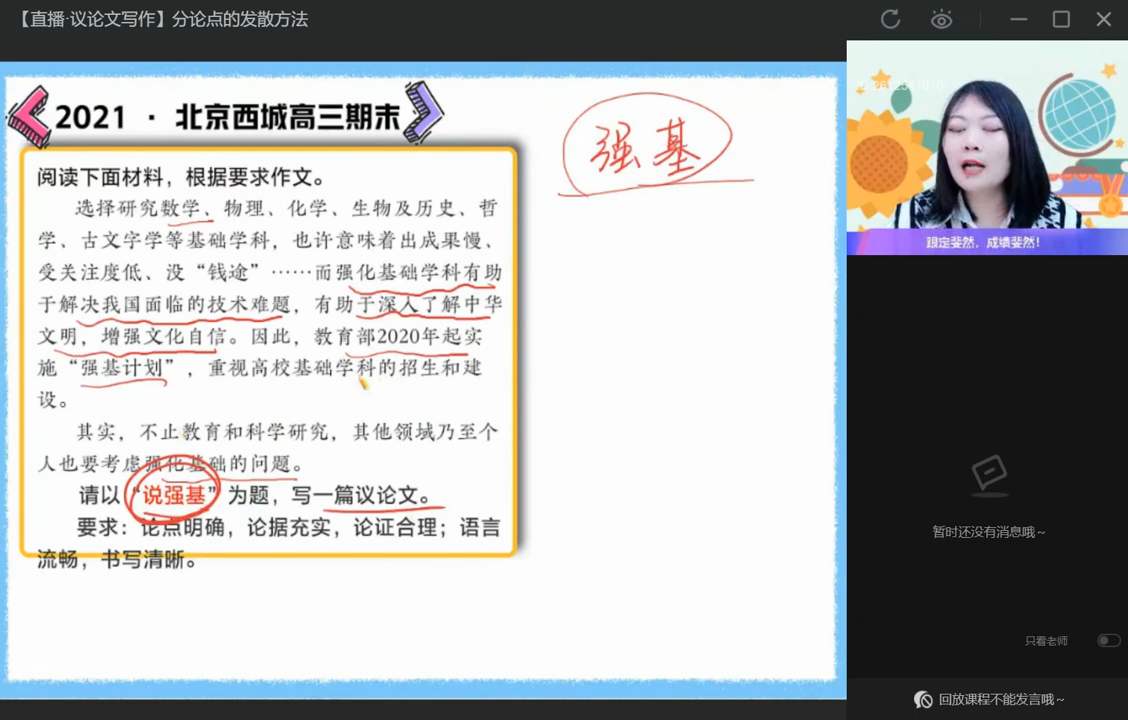 【直播·议论文写作】分论点的发散方法
2021 · 北京西城高三期末
强基
阅读下面材料，根据要求作文。
选择研究数学、物理、化学、生物及历史、哲
学、古文字学等基础学科，也许意味着出成果慢、
受关注度低、没“钱途”······而强化基础学科有助
于解决我国面临的技术难题，有助于深入了解中华
文明，增强文化自信。因此，教育部2020年起实
施“强基计划”，重视高校基础学科的招生和建
设。
其实，不止教育和科学研究，其他领域乃至个
人也要考虑强化基础的问题。
请以“说强基”为题，写一篇议论文。
要求：论点明确，论据充实，论证合理；语言
流畅，书写清晰。
跟定斐然，成绩斐然！
暂时还没有消息哦~
只看老师
回放课程不能发言哦~